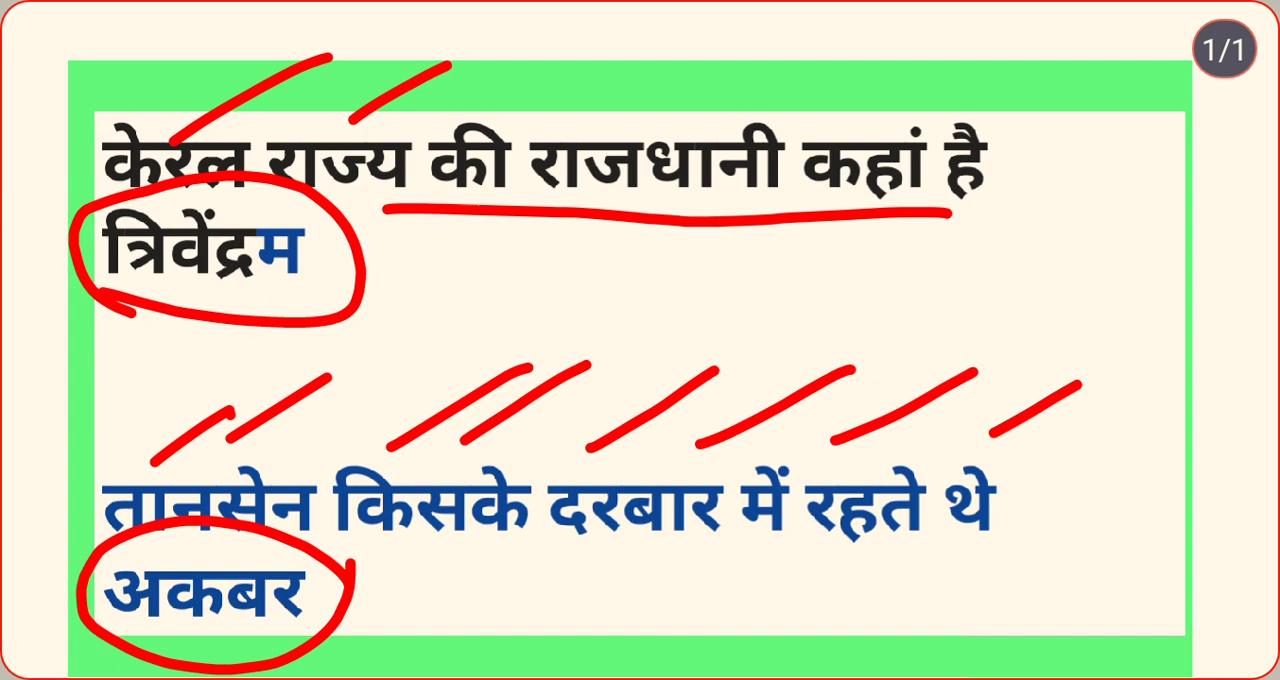 1/1
केरल राज्य की राजधानी कहां है
त्रिवेंद्रम
तानसेन किसके दरबार में रहते थे
अकबर